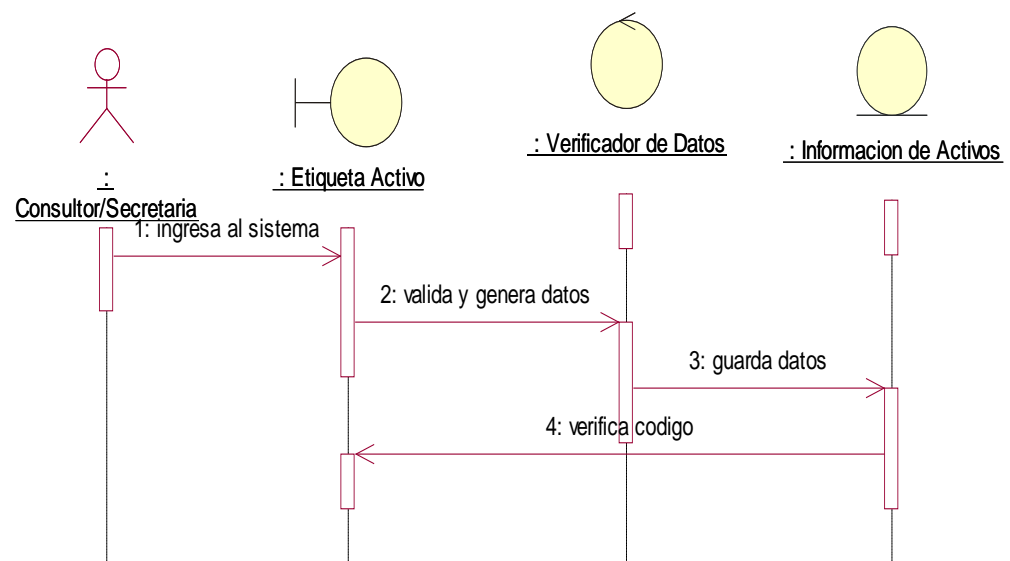 :
Consultor/Secretaria
: Etiqueta Activo
: Verificador de Datos
: Informacion de Activos
1: ingresa al sistema
2: valida y genera datos
3: guarda datos
4: verifica codigo